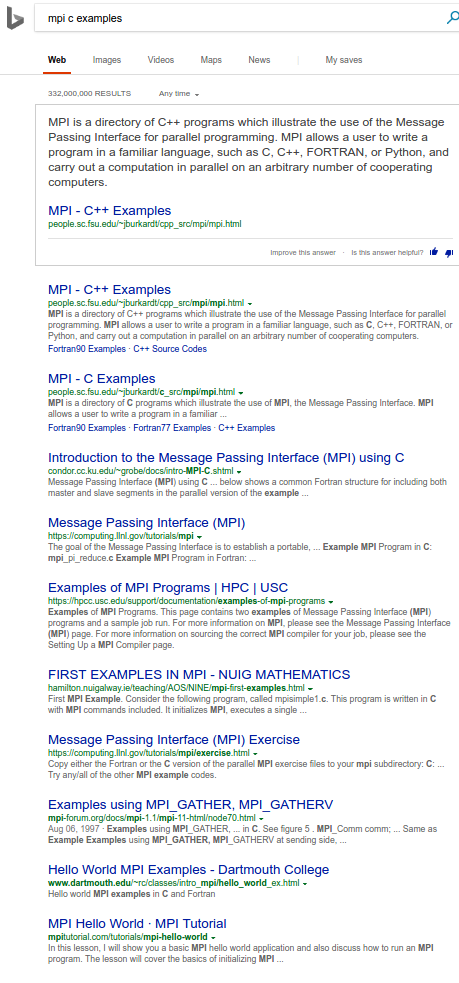 mpi c examples
Web Images Videos Maps News | My saves
332,000,000 RESULTS Any time
MPI is a directory of C++ programs which illustrate the use of the Message
Passing Interface for parallel programming. MPI allows a user to write a
program in a familiar language, such as C, C++, FORTRAN, or Python, and
carry out a computation in parallel on an arbitrary number of cooperating
computers.
MPI - C++ Examples
people.sc.fsu.edu/~jburkardt/cpp_src/mpi/mpi.html
Improve this answer · Is this answer helpful?
MPI - C++ Examples
people.sc.fsu.edu/~jburkardt/cpp_src/mpi/mpi.html
MPI is a directory of C++ programs which illustrate the use of the Message Passing Interface for parallel
programming. MPI allows a user to write a program in a familiar language, such as C, C++, FORTRAN, or
Python, and carry out a computation in parallel on an arbitrary number of cooperating computers.
Fortran90 Examples · C++ Source Codes
MPI - C Examples
people.sc.fsu.edu/~jburkardt/c_src/mpi/mpi.html
MPI is a directory of C programs which illustrate the use of MPI, the Message Passing Interface. MPI
allows a user to write a program in a familiar ...
Fortran90 Examples · Fortran77 Examples · C++ Examples
Introduction to the Message Passing Interface (MPI) using C
condor.cc.ku.edu/~grobe/docs/intro-MPI-C.shtml
Message Passing Interface (MPI) using C ... below shows a common Fortran structure for including both
master and slave segments in the parallel version of the example ...
Message Passing Interface (MPI)
https://computing.llnl.gov/tutorials/mpi
The goal of the Message Passing Interface is to establish a portable, ... Example MPI Program in C:
mpi_pi_reduce.c Example MPI Program in Fortran: ...
Examples of MPI Programs | HPC | USC
https://hpcc.usc.edu/support/documentation/examples-of-mpi-programs
Examples of MPI Programs. This page contains two examples of Message Passing Interface (MPI)
programs and a sample job run. For more information on MPI, please see the Message Passing Interface
(MPI) page. For more information on sourcing the correct MPI compiler for your job, please see the
Setting Up a MPI Compiler page.
FIRST EXAMPLES IN MPI - NUIG MATHEMATICS
hamilton.nuigalway.ie/teaching/AOS/NINE/mpi-first-examples.html
First MPI Example. Consider the following program, called mpisimple1.c. This program is written in C
with MPI commands included. It initializes MPI, executes a single ...
Message Passing Interface (MPI) Exercise
https://computing.llnl.gov/tutorials/mpi/exercise.html
Copy either the Fortran or the C version of the parallel MPI exercise files to your mpi subdirectory: C: ...
Try any/all of the other MPI example codes.
Examples using MPI_GATHER, MPI_GATHERV
mpi-forum.org/docs/mpi-1.1/mpi-11-html/node70.html
Aug 06, 1997 · Examples using MPI_GATHER, ... in C. See figure 5 . MPI_Comm comm; ... Same as
Example Examples using MPI_GATHER, MPI_GATHERV at sending side, ...
Hello World MPI Examples - Dartmouth College
www.dartmouth.edu/~rc/classes/intro_mpi/hello_world_ex.html
Hello world MPI examples in C and Fortran
MPI Hello World · MPI Tutorial
mpitutorial.com/tutorials/mpi-hello-world
In this lesson, I will show you a basic MPI hello world application and also discuss how to run an MPI
program. The lesson will cover the basics of initializing MPI ...